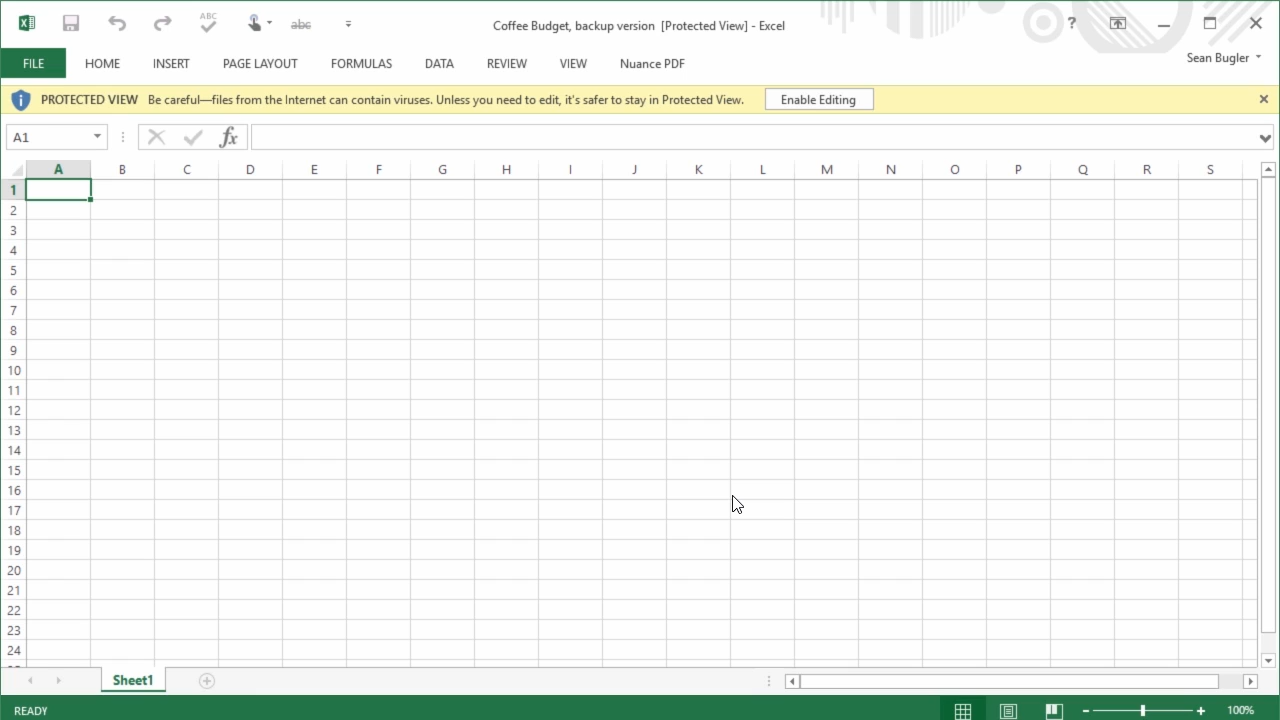 ABC
abc
Coffee Budget, backup version [Protected View] - Excel
?
FILE HOME INSERT PAGE LAYOUT FORMULAS DATA REVIEW VIEW Nuance PDF
Sean Bugler
PROTECTED VIEW Be careful—files from the Internet can contain viruses. Unless you need to edit, it's safer to stay in Protected View. Enable Editing
A1 fx
A B C D E F G H I J K L M N O P Q R S
1
2
3
4
5
6
7
8
9
10
11
12
13
14
15
16
17
18
19
20
21
22
23
24
Sheet1
READY 100%